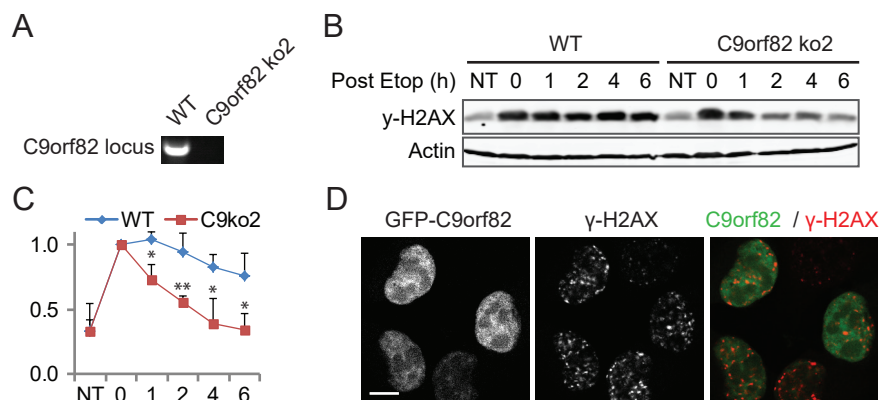 A
WT
C9orf82 ko2
C9orf82 locus
B
WT C9orf82 ko2
Post Etop (h) NT 0 1 2 4 6 NT 0 1 2 4 6
γ-H2AX
Actin
C
WT C9ko2
1.0
*
** * *
0.5
0.0
NT 0 1 2 4 6
D
GFP-C9orf82 γ-H2AX C9orf82 / γ-H2AX